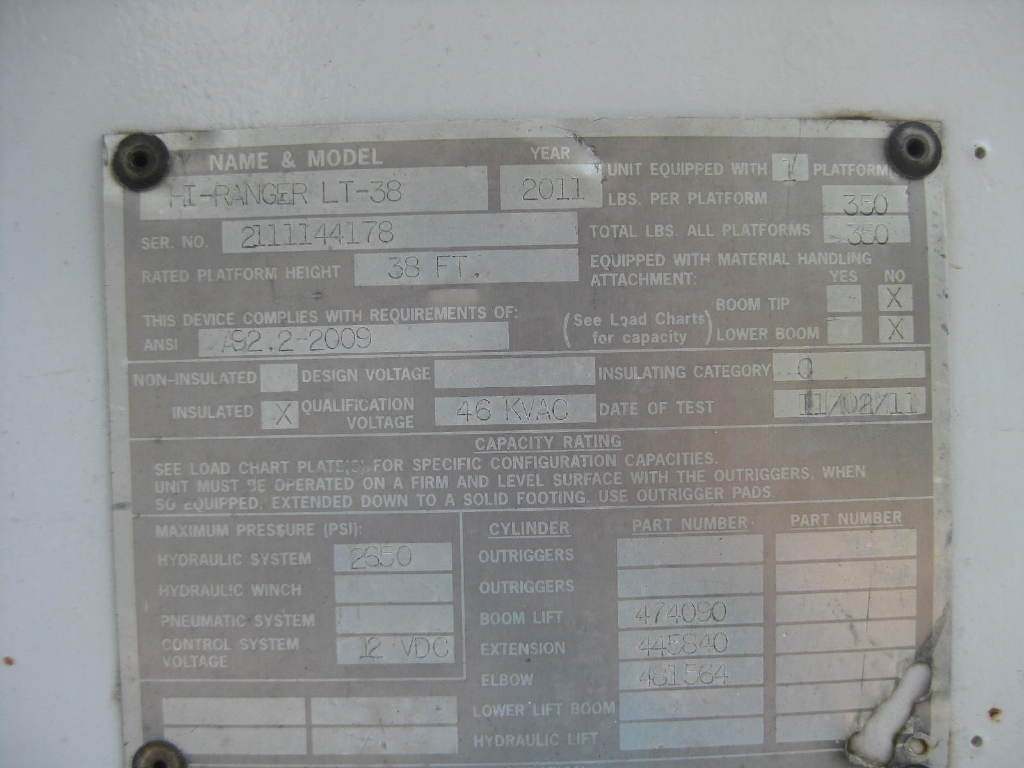 NAME & MODEL YEAR UNIT EQUIPPED WITH 1 PLATFORM
HI-RANGER LT-38 2011 LBS. PER PLATFORM 350
SER. NO. 2111144178 TOTAL LBS. ALL PLATFORMS 350
RATED PLATFORM HEIGHT 38 FT. EQUIPPED WITH MATERIAL HANDLING
ATTACHMENT: YES NO
BOOM TIP X
THIS DEVICE COMPLIES WITH REQUIREMENTS OF: (See Load Charts
ANSI A92.2-2009 for capacity) LOWER BOOM X
NON-INSULATED DESIGN VOLTAGE INSULATING CATEGORY
INSULATED X QUALIFICATION VOLTAGE 46 KVAC DATE OF TEST 11/02/11
CAPACITY RATING
SEE LOAD CHART PLATE(S) FOR SPECIFIC CONFIGURATION CAPACITIES.
UNIT MUST BE OPERATED ON A FIRM AND LEVEL SURFACE WITH THE OUTRIGGERS, WHEN
SO EQUIPPED, EXTENDED DOWN TO A SOLID FOOTING. USE OUTRIGGER PADS.
MAXIMUM PRESSURE (PSI): CYLINDER PART NUMBER PART NUMBER
HYDRAULIC SYSTEM 2650 OUTRIGGERS
HYDRAULIC WINCH OUTRIGGERS
PNEUMATIC SYSTEM BOOM LIFT 474090
CONTROL SYSTEM VOLTAGE 12 VDC EXTENSION 445840
ELBOW 481564
LOWER LIFT BOOM
HYDRAULIC LIFT